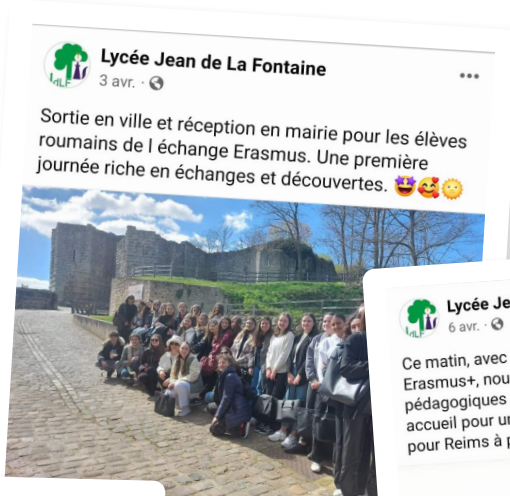 Lycée Jean de La Fontaine
3 avr.
Sortie en ville et réception en mairie pour les élèves
roumains de l échange Erasmus. Une première
journée riche en échanges et découvertes. 🤩🥰🌞
JdLF
Lycée Je
6 avr.
Ce matin, avec
Erasmus+, nou
pédagogiques
accueil pour u
pour Reims à p